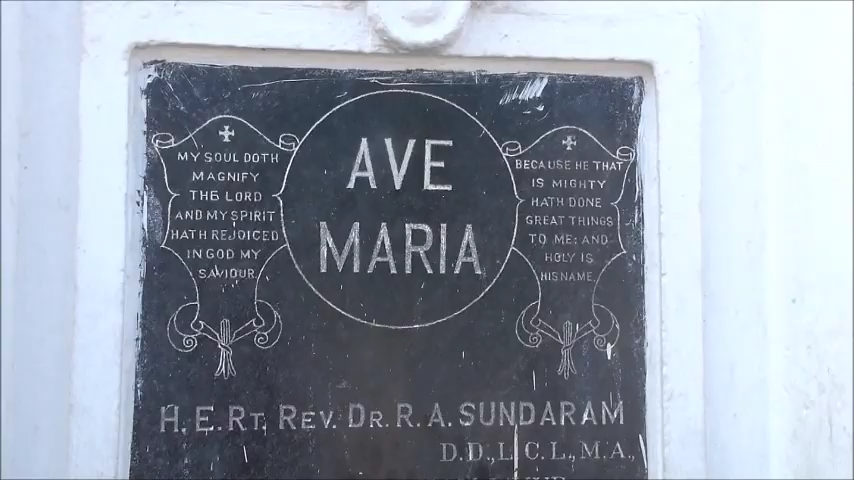 MY SOUL DOTH
MAGNIFY
THE LORD
AND MY SPIRIT
HATH REJOICED
IN GOD MY
SAVIOUR.
AVE
MARIA
BECAUSE HE THAT
IS MIGHTY
HATH DONE
GREAT THINGS
TO ME; AND
HOLY IS
HIS NAME.
H.E.RT. REV. DR. R.A. SUNDARAM
D.D., L.C.L., M.A.,